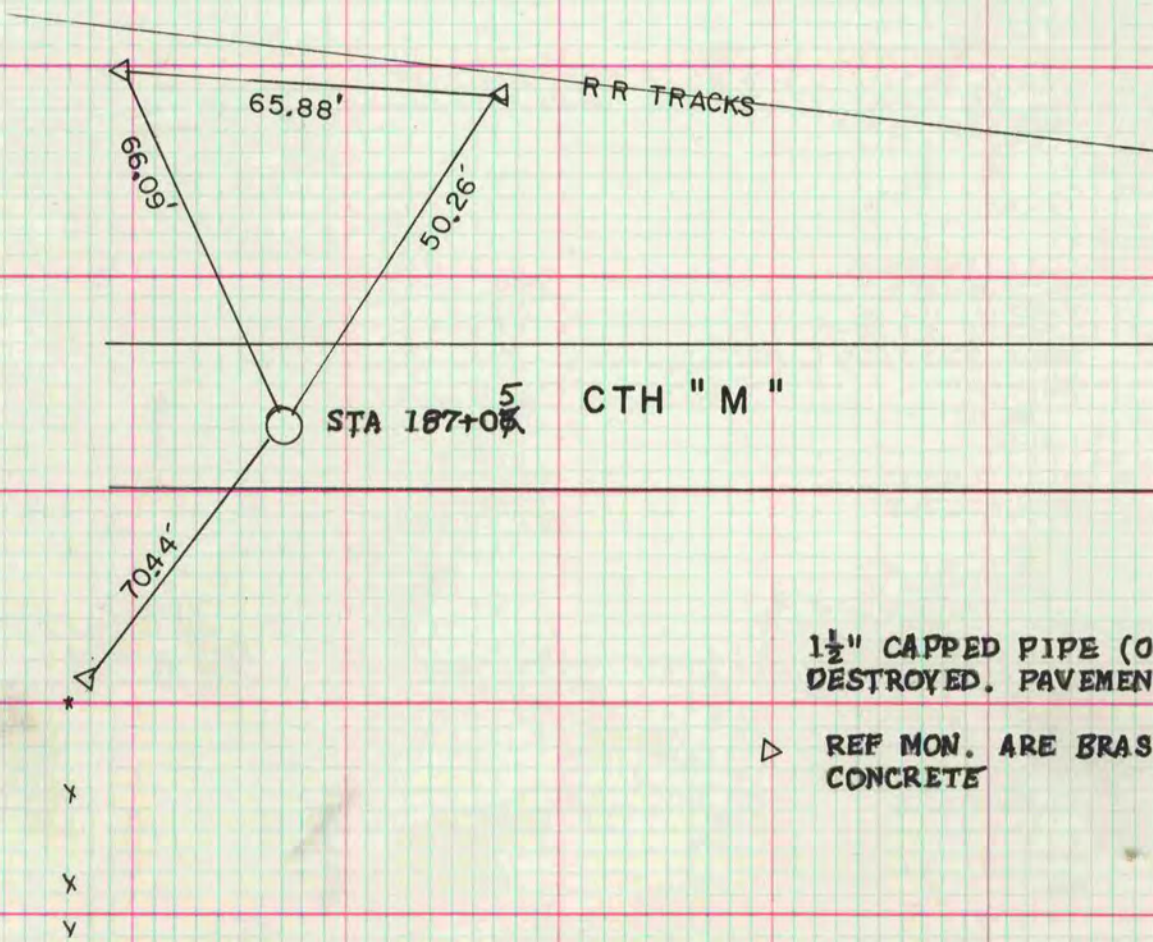 R R TRACKS
65.88'
66.09'
50.26'
STA 187+05
CTH "M"
70.44'
1½" CAPPED PIPE (O
DESTROYED. PAVEMEN
REF MON. ARE BRAS
CONCRETE